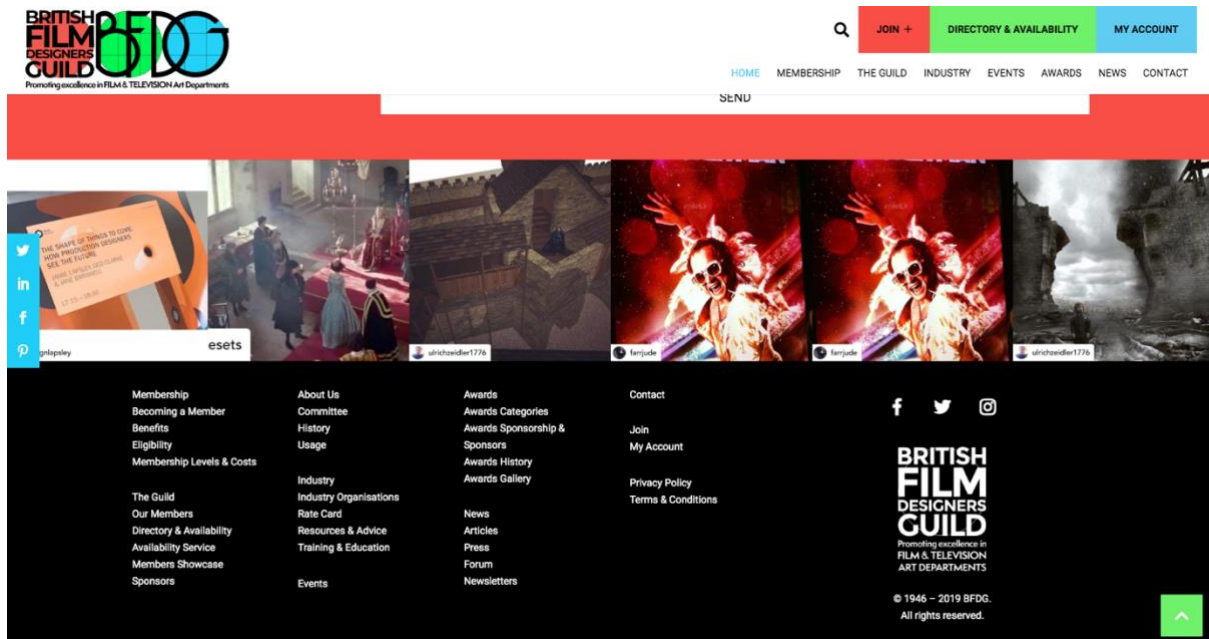 BRITISH
FILM
DESIGNERS
GUILD
BFDG
Promoting excellence in FILM & TELEVISION Art Departments
JOIN +
DIRECTORY & AVAILABILITY
MY ACCOUNT
HOME
MEMBERSHIP
THE GUILD
INDUSTRY
EVENTS
AWARDS
NEWS
CONTACT
SEND
THE SHAPE OF THINGS TO COME.
HOW PRODUCTION DESIGNERS
SEE THE FUTURE
17.15 – 18.00
gnlapsley
esets
ulrichzeidler1776
farrjude
farrjude
ulrichzeidler1776
Membership
Becoming a Member
Benefits
Eligibility
Membership Levels & Costs
The Guild
Our Members
Directory & Availability
Availability Service
Members Showcase
Sponsors
About Us
Committee
History
Usage
Industry
Industry Organisations
Rate Card
Resources & Advice
Training & Education
Events
Awards
Awards Categories
Awards Sponsorship &
Sponsors
Awards History
Awards Gallery
News
Articles
Press
Forum
Newsletters
Contact
Join
My Account
Privacy Policy
Terms & Conditions
BRITISH
FILM
DESIGNERS
GUILD
Promoting excellence in
FILM & TELEVISION
ART DEPARTMENTS
© 1946 – 2019 BFDG.
All rights reserved.